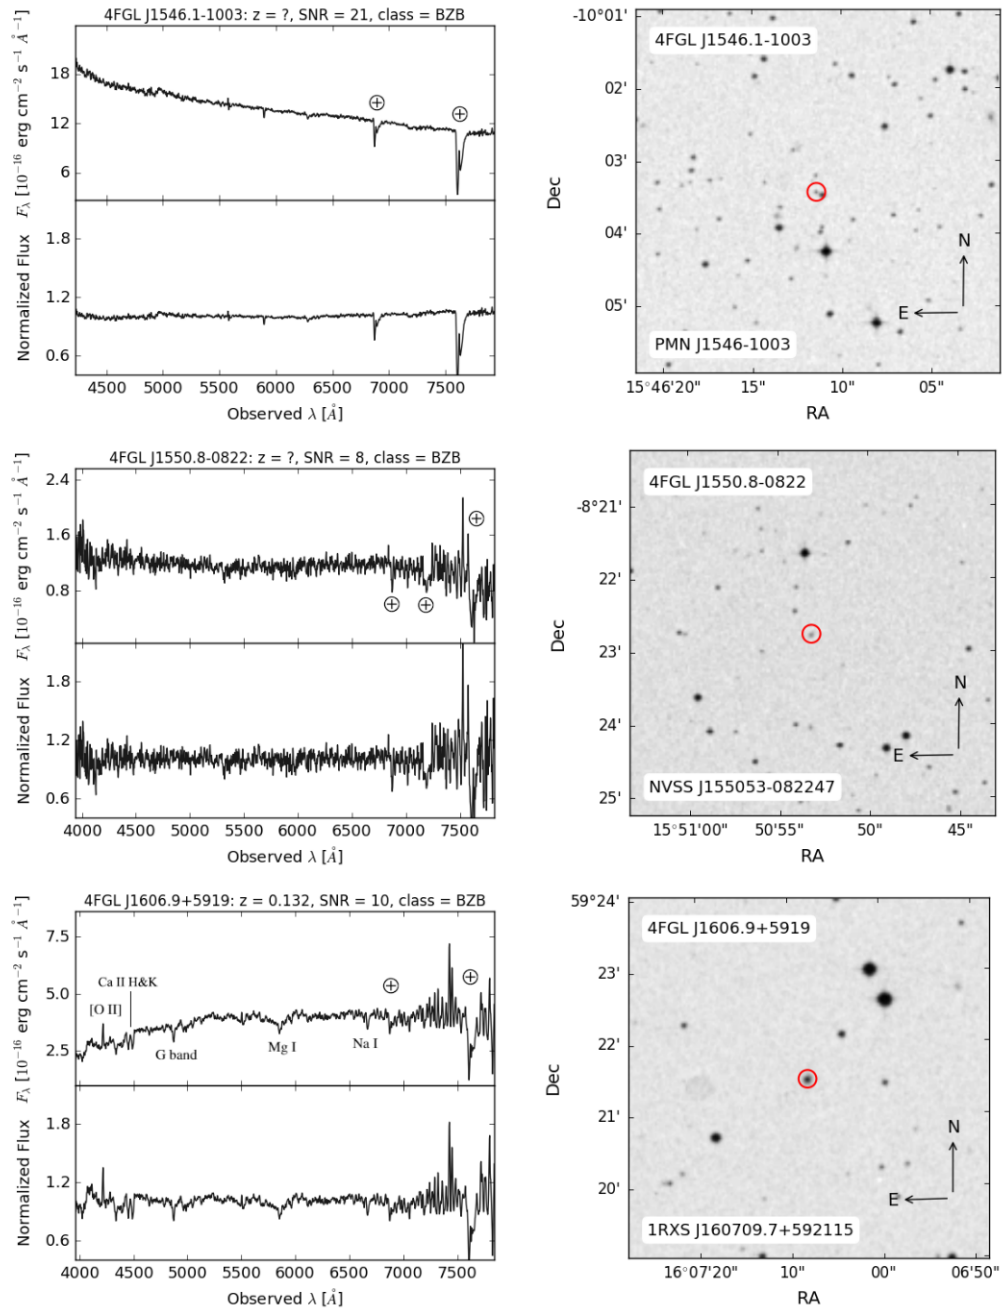 4FGL J1546.1-1003: z = ?, SNR = 21, class = BZB
F_λ [10⁻¹⁶ erg cm⁻² s⁻¹ Å⁻¹]
18
12
6
⊕
⊕
Normalized Flux
1.8
1.2
0.6
4500 5000 5500 6000 6500 7000 7500
Observed λ [Å]
4FGL J1546.1-1003
-10°01'
02'
03'
04'
05'
Dec
N
E
PMN J1546-1003
15°46'20" 15" 10" 05"
RA
4FGL J1550.8-0822: z = ?, SNR = 8, class = BZB
F_λ [10⁻¹⁶ erg cm⁻² s⁻¹ Å⁻¹]
2.4
1.6
0.8
⊕
⊕ ⊕
Normalized Flux
1.8
1.2
0.6
4000 4500 5000 5500 6000 6500 7000 7500
Observed λ [Å]
4FGL J1550.8-0822
-8°21'
22'
23'
24'
25'
Dec
N
E
NVSS J155053-082247
15°51'00" 50'55" 50" 45"
RA
4FGL J1606.9+5919: z = 0.132, SNR = 10, class = BZB
F_λ [10⁻¹⁶ erg cm⁻² s⁻¹ Å⁻¹]
7.5
5.0
2.5
Ca II H&K
[O II]
G band
Mg I
Na I
⊕
⊕
Normalized Flux
1.8
1.2
0.6
4000 4500 5000 5500 6000 6500 7000 7500
Observed λ [Å]
4FGL J1606.9+5919
59°24'
23'
22'
21'
20'
Dec
N
E
1RXS J160709.7+592115
16°07'20" 10" 00" 06'50"
RA